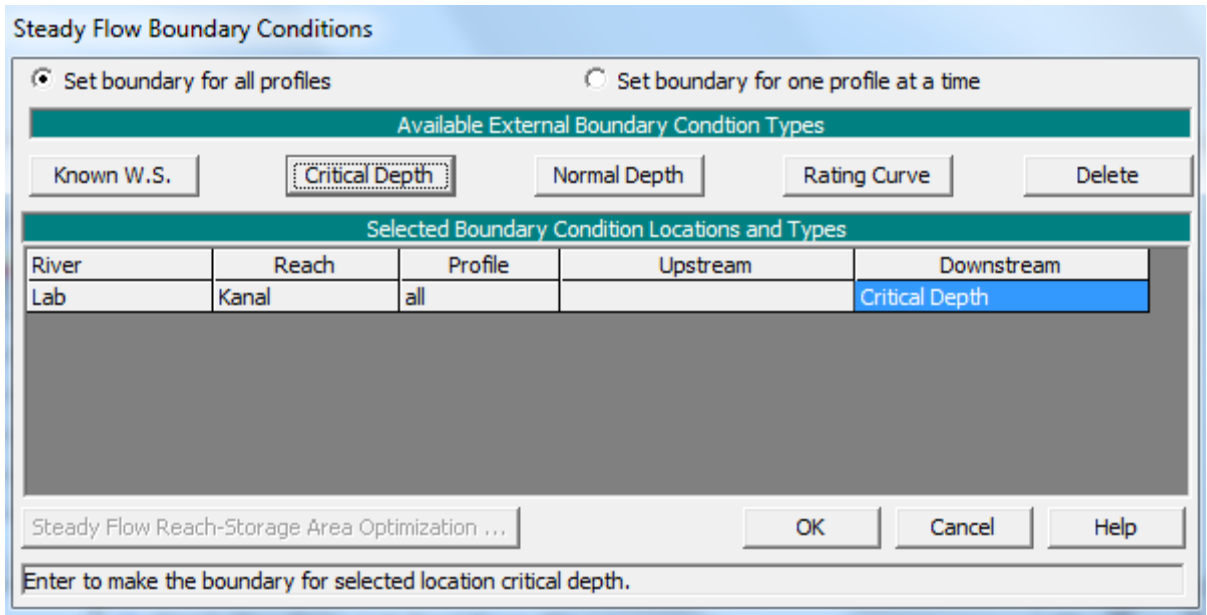 Steady Flow Boundary Conditions
Set boundary for all profiles Set boundary for one profile at a time
Available External Boundary Condtion Types
Known W.S. Critical Depth Normal Depth Rating Curve Delete
Selected Boundary Condition Locations and Types
River Reach Profile Upstream Downstream
Lab Kanal all Critical Depth
Steady Flow Reach-Storage Area Optimization ... OK Cancel Help
Enter to make the boundary for selected location critical depth.